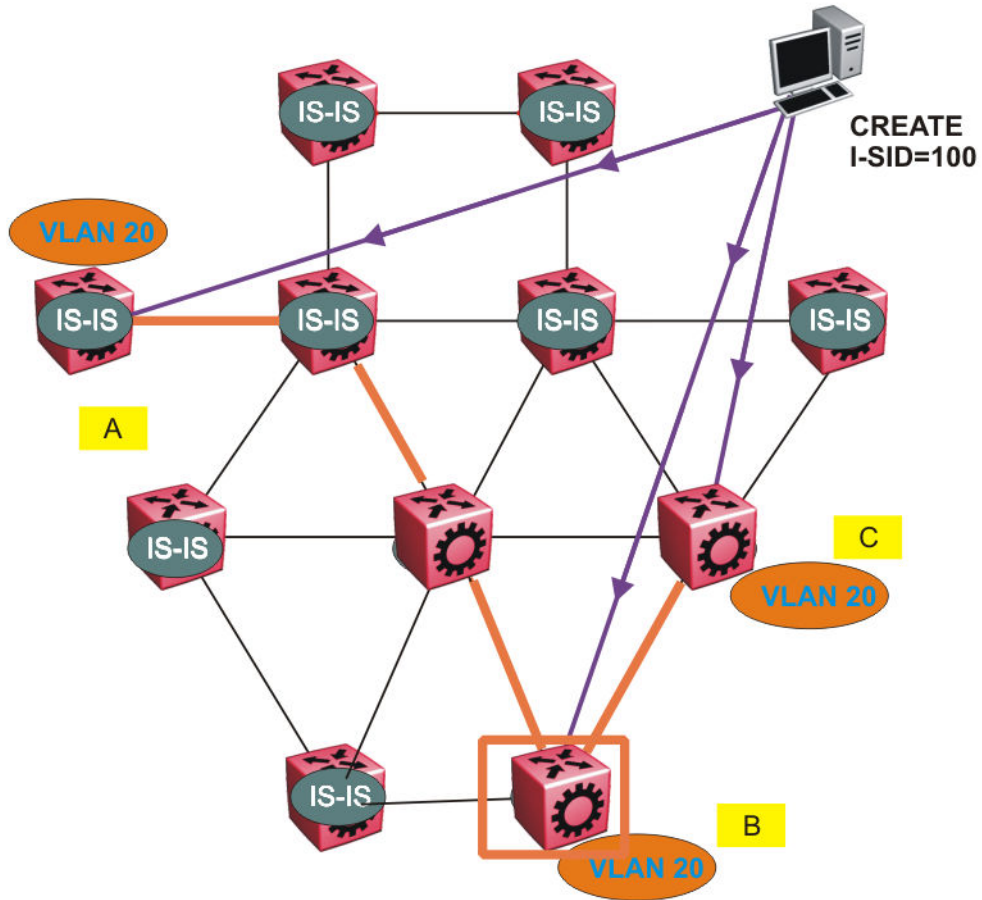 IS-IS
IS-IS
CREATE
I-SID=100
VLAN 20
IS-IS
IS-IS
IS-IS
IS-IS
A
IS-IS
C
VLAN 20
IS-IS
B
VLAN 20